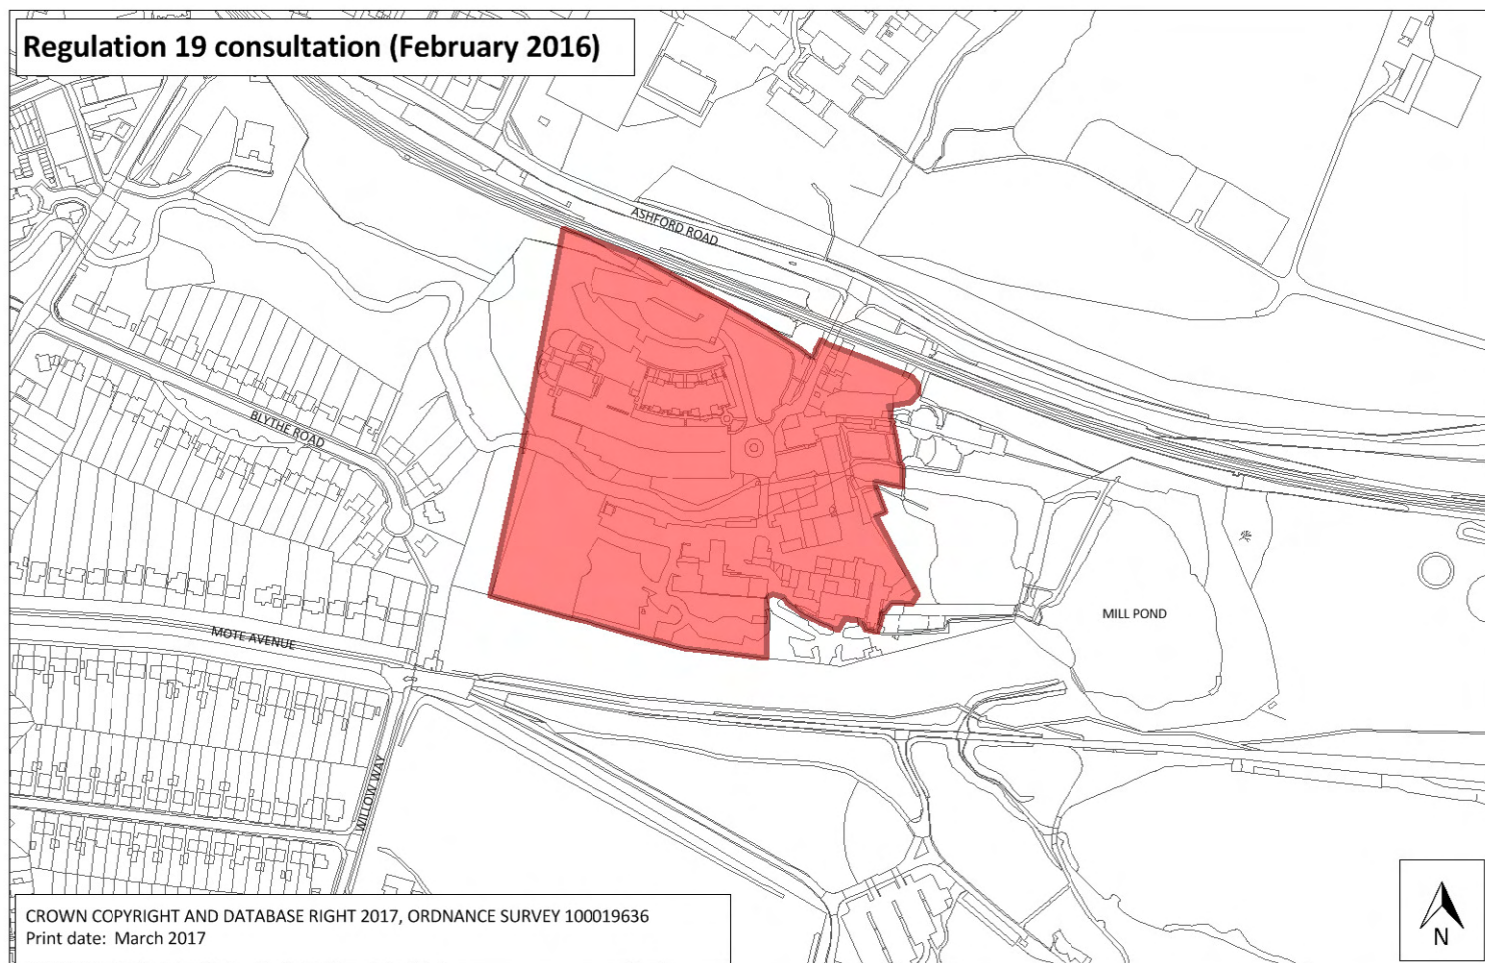 Regulation 19 consultation (February 2016)
ASHFORD ROAD
BLYTHE ROAD
MILL POND
MOTE AVENUE
WILLOW WAY
CROWN COPYRIGHT AND DATABASE RIGHT 2017, ORDNANCE SURVEY 100019636
Print date: March 2017
N